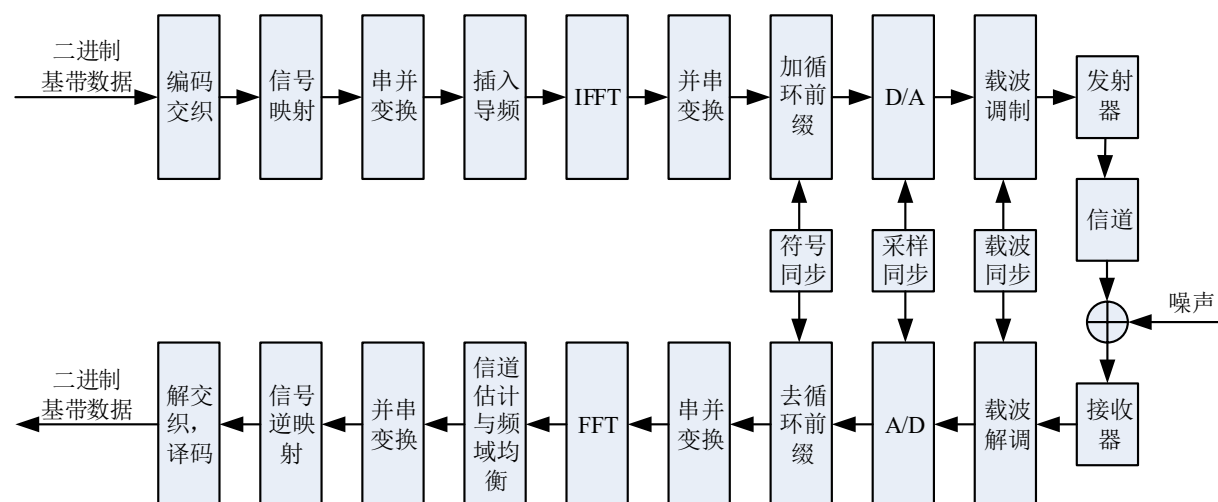 二进制
基带数据
编码
交织
信号
映射
串并
变换
插入
导频
IFFT
并串
变换
加循
环前
缀
D/A
载波
调制
发射
器
信道
符号
同步
采样
同步
载波
同步
噪声
二进制
基带数据
解交
织，
译码
信号
逆映
射
并串
变换
信道
估计
与频
域均
衡
FFT
串并
变换
去循
环前
缀
A/D
载波
解调
接收
器